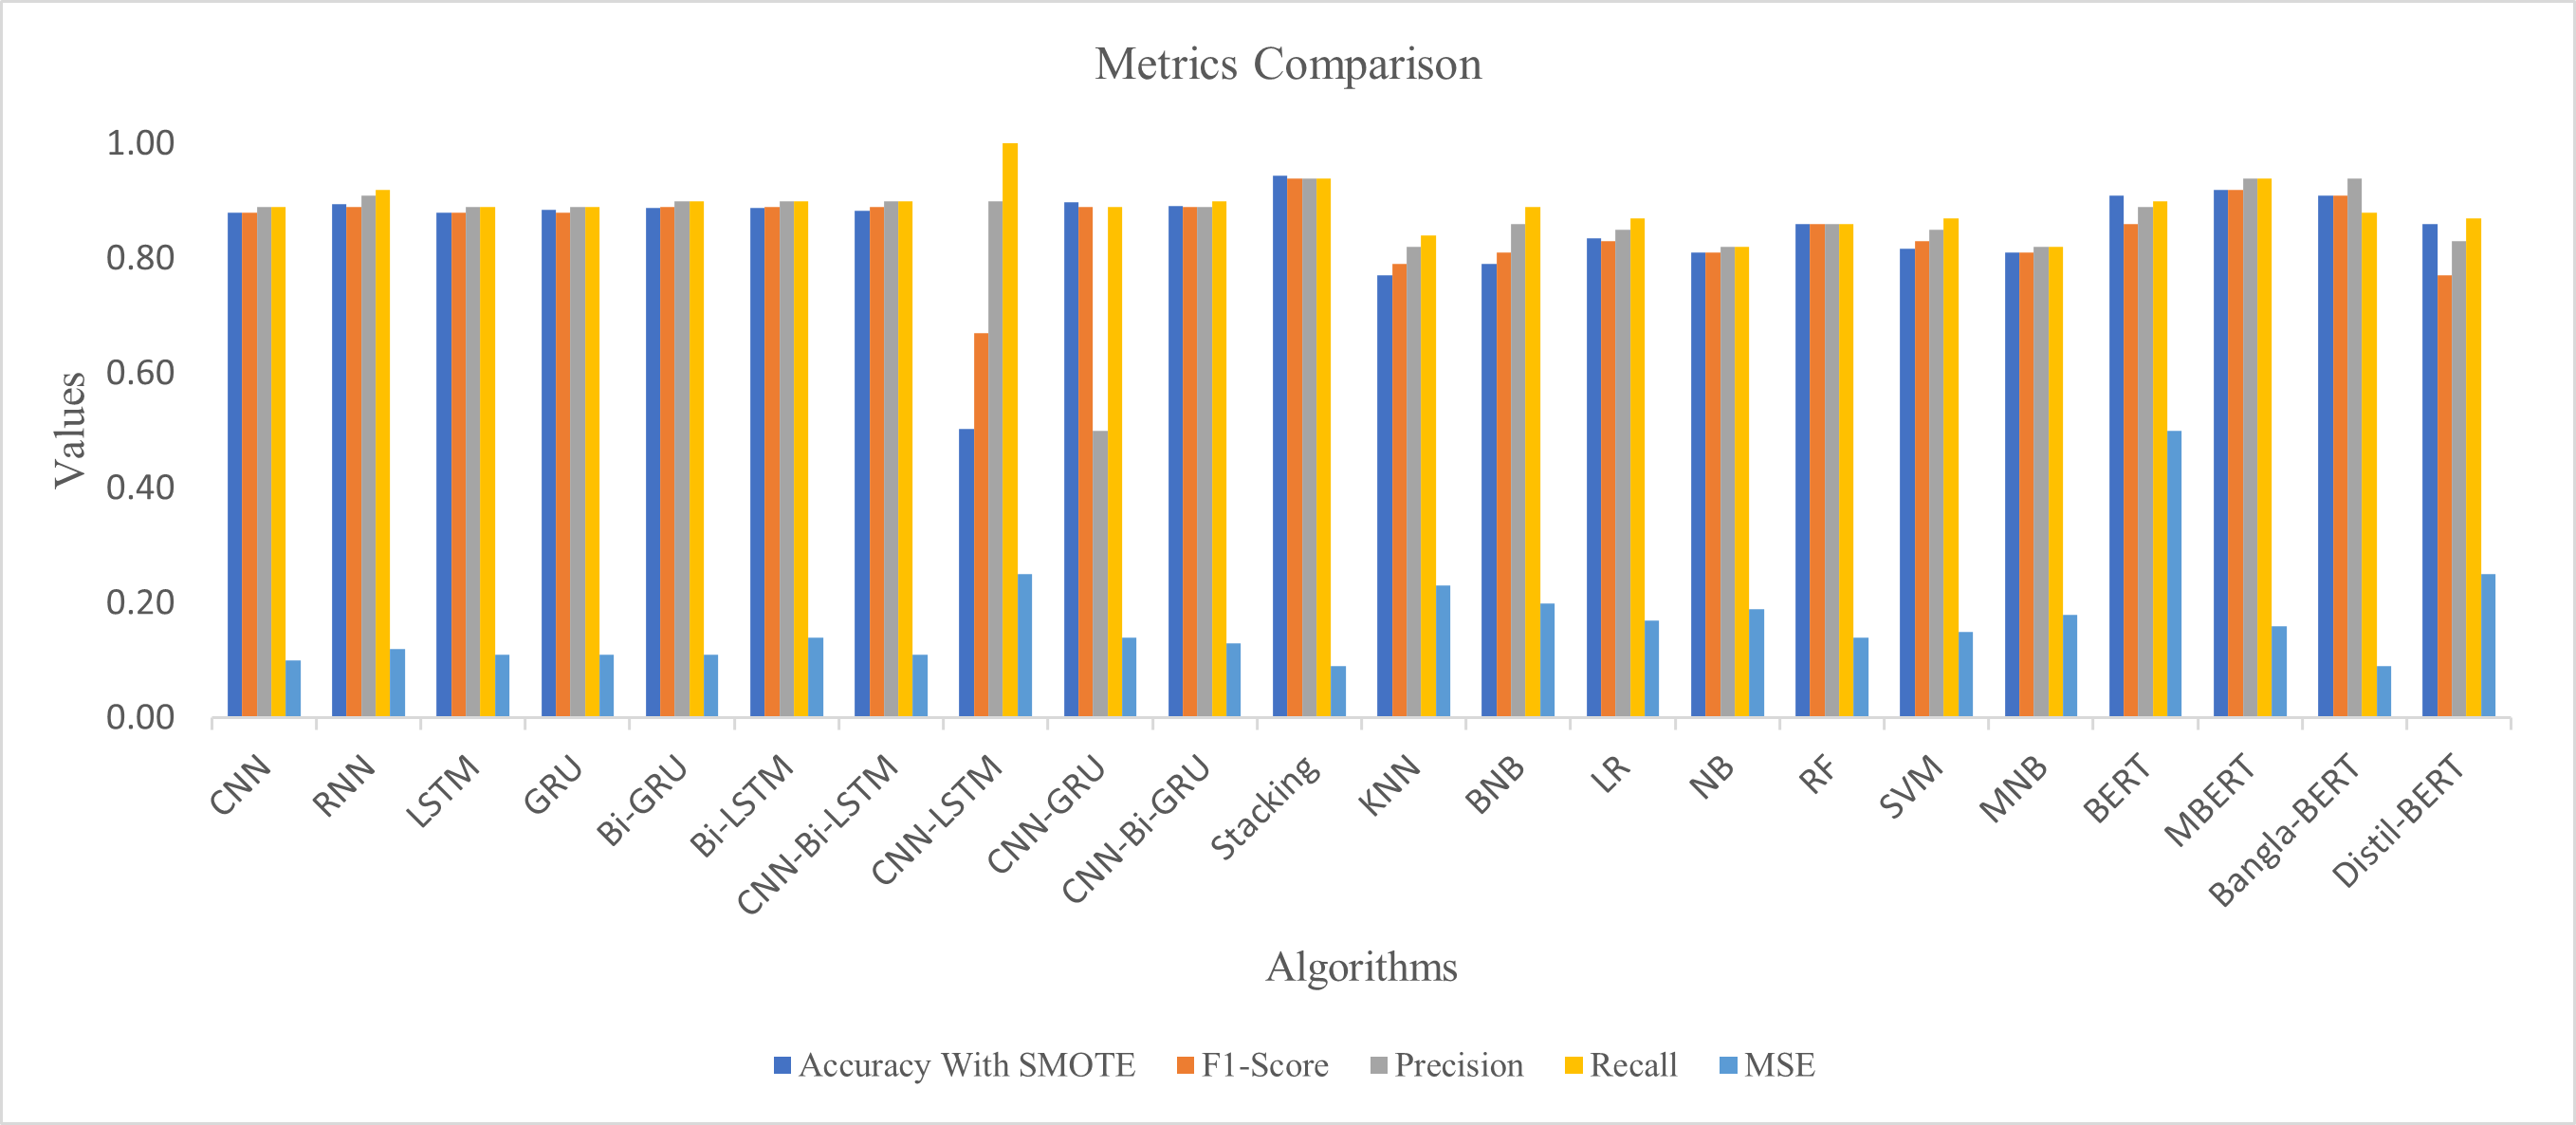 Metrics Comparison
1.00
0.80
0.60
0.40
0.20
0.00
Values
CNN
RNN
LSTM
GRU
Bi-GRU
Bi-LSTM
CNN-Bi-LSTM
CNN-LSTM
CNN-GRU
CNN-Bi-GRU
Stacking
KNN
BNB
LR
NB
RF
SVM
MNB
BERT
MBERT
Bangla-BERT
Distil-BERT
Algorithms
Accuracy With SMOTE F1-Score Precision Recall MSE